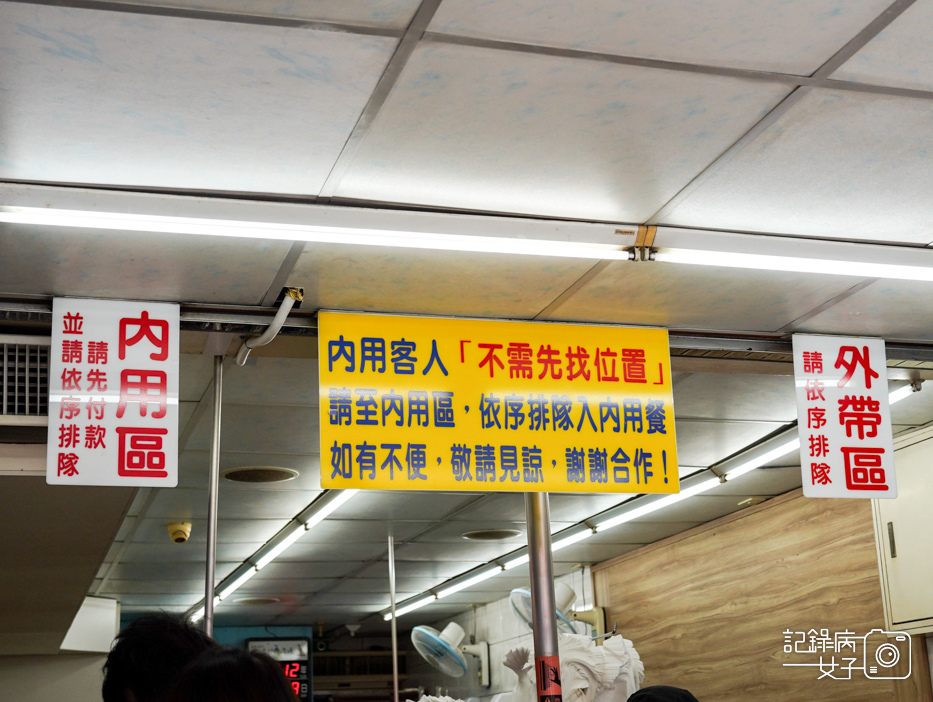 內用區
請先付款
並請依序排隊
內用客人「不需先找位置」
請至內用區，依序排隊入內用餐
如有不便，敬請見諒，謝謝合作！
外帶區
請依序排隊
12
9
記錄病
女子